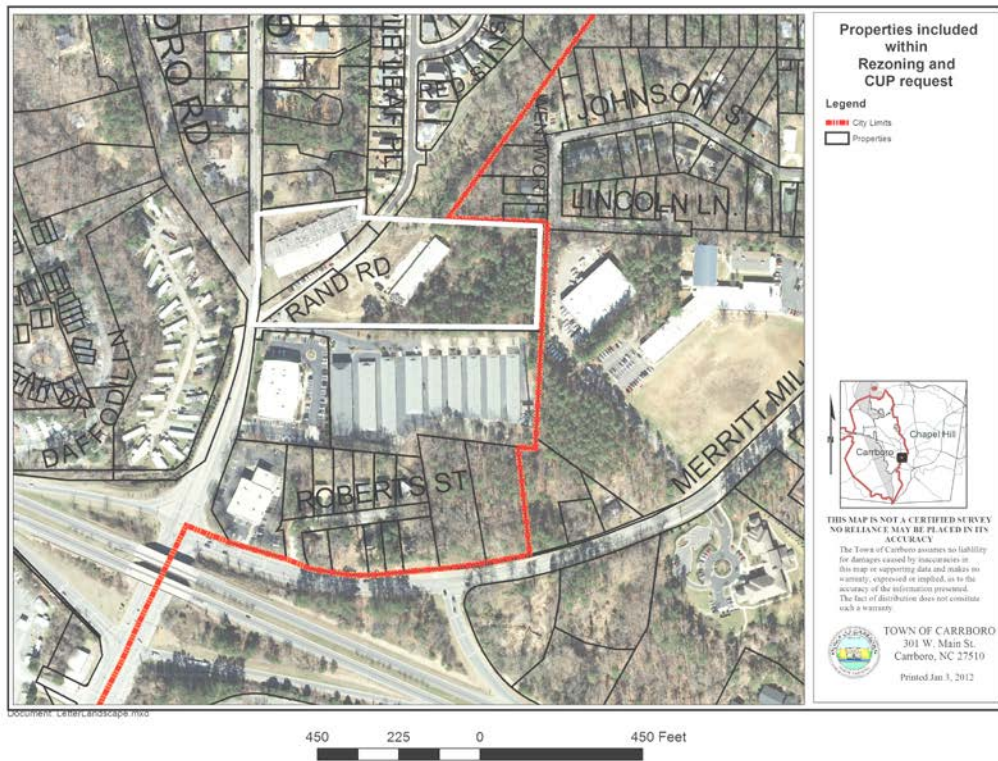 Properties included
within
Rezoning and
CUP request
Legend
City Limits
Properties
JOHNSON ST.
LINCOLN LN.
RAND RD
MERRITT MILL
ROBERTS ST
Chapel Hill
Carrboro
N
THIS MAP IS NOT A CERTIFIED SURVEY
NO RELIANCE MAY BE PLACED IN ITS
ACCURACY
The Town of Carrboro assumes no liability
for damages caused by inaccuracies in
this map or supporting data and makes no
warranty, expressed or implied, as to the
accuracy of the information presented.
The fact of distribution does not constitute
such a warranty.
TOWN OF CARRBORO
301 W. Main St.
Carrboro, NC 27510
Printed Jan 3, 2012
Document: LetterLandscape.mxd
450 225 0 450 Feet